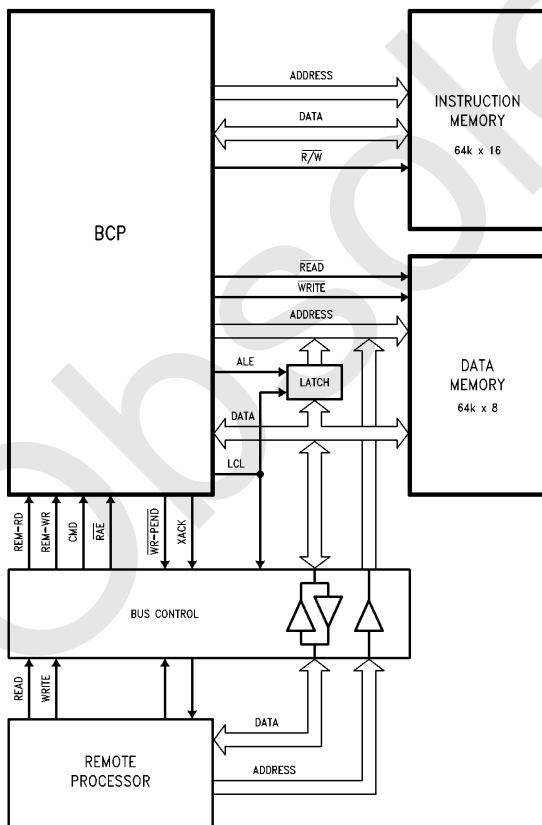 ADDRESS
DATA
R/W
INSTRUCTION
MEMORY
64k x 16
BCP
READ
WRITE
ADDRESS
ALE
LATCH
DATA
LCL
DATA
MEMORY
64k x 8
REM-RD
REM-WR
CMD
RAE
WR-PEND
XACK
BUS CONTROL
READ
WRITE
DATA
ADDRESS
REMOTE
PROCESSOR
Obsole